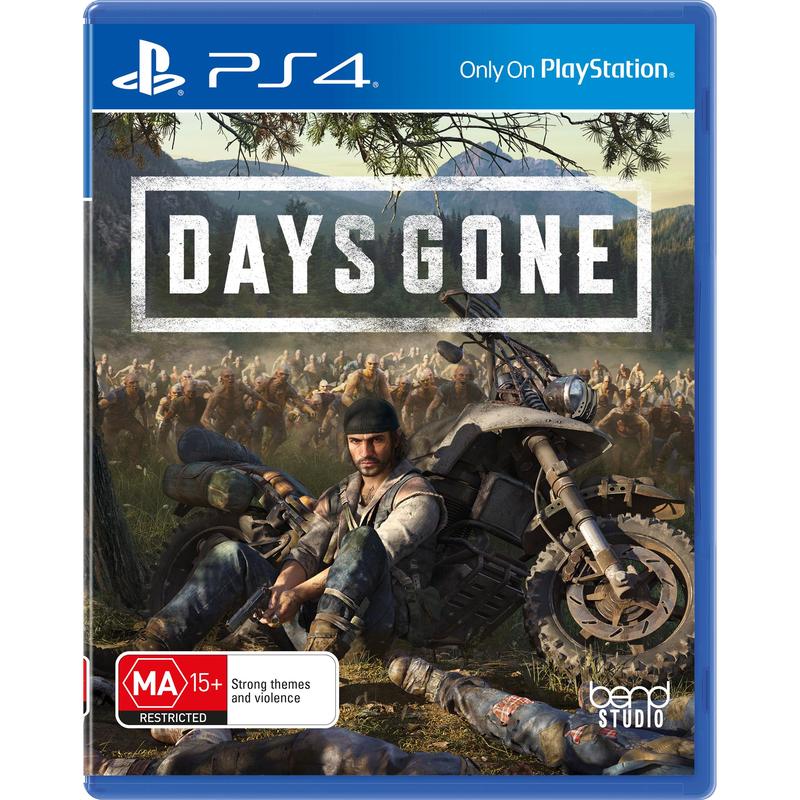 PS4
Only On PlayStation
DAYS GONE
MA 15+
RESTRICTED
Strong themes
and violence
bend
STUDIO